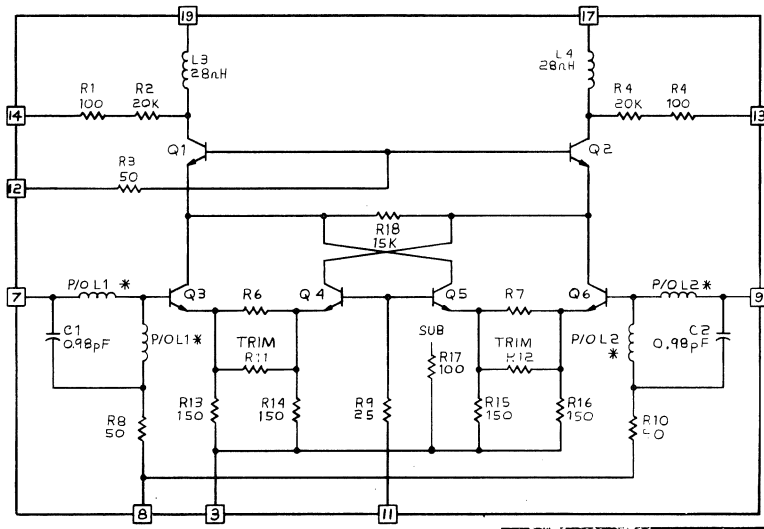 19
17
L3
28nH
L4
28nH
R1
100
R2
20K
R4
20K
R4
100
14
13
Q1
Q2
R3
50
12
R18
15K
P/O L1 *
P/O L2 *
7
Q3
R6
Q4
Q5
R7
Q6
9
C1
0.98pF
P/O L1 *
TRIM
R11
SUB
R17
100
TRIM
R12
P/O L2
*
C2
0.98pF
R13
150
R14
150
R9
25
R15
150
R16
150
R8
50
R10
8
3
11